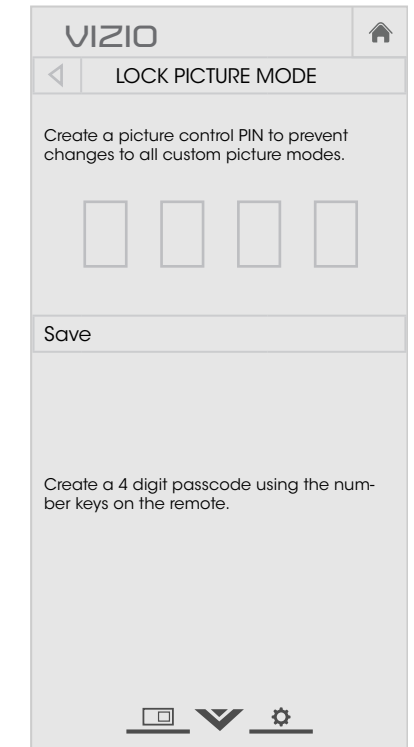 VIZIO
LOCK PICTURE MODE
Create a picture control PIN to prevent
changes to all custom picture modes.
Save
Create a 4 digit passcode using the num-
ber keys on the remote.